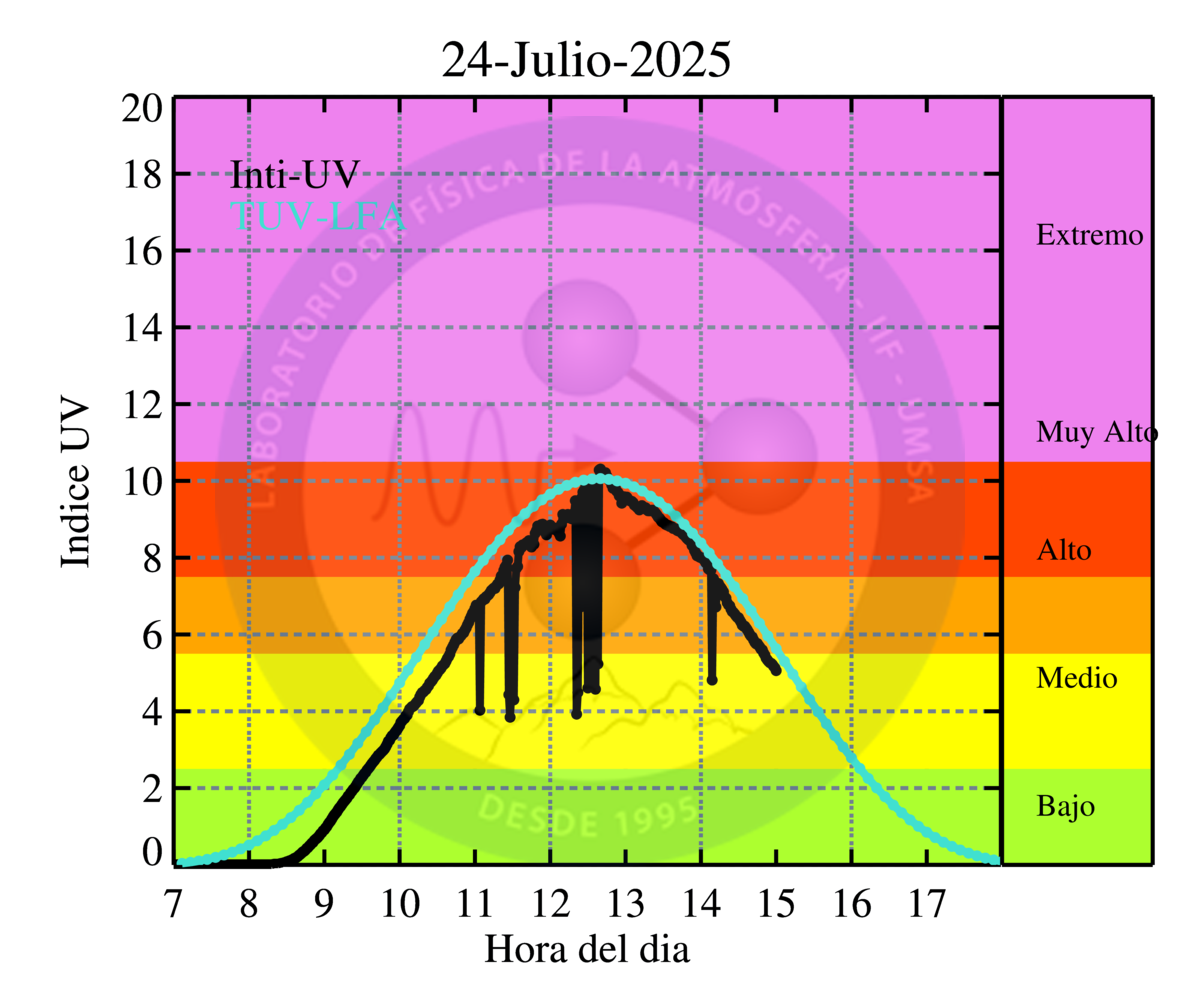 24-Julio-2025
20
18
16
14
12
10
8
6
4
2
0
Indice UV
Inti-UV
TUV-LFA
LABORATORIO DE FÍSICA DE LA ATMÓSFERA - IIF - UMSA
DESDE 1995
Extremo
Muy Alto
Alto
Medio
Bajo
7 8 9 10 11 12 13 14 15 16 17
Hora del dia